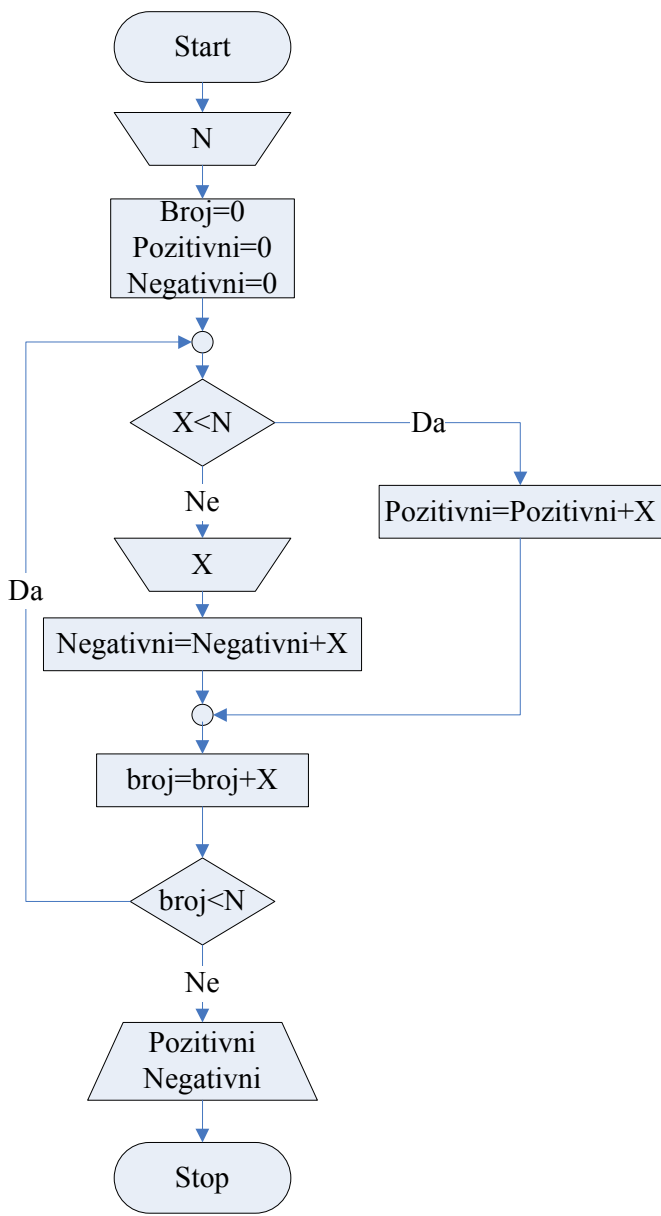 Start
N
Broj=0
Pozitivni=0
Negativni=0
X<N
Da
Ne
Pozitivni=Pozitivni+X
X
Da
Negativni=Negativni+X
broj=broj+X
broj<N
Ne
Pozitivni
Negativni
Stop